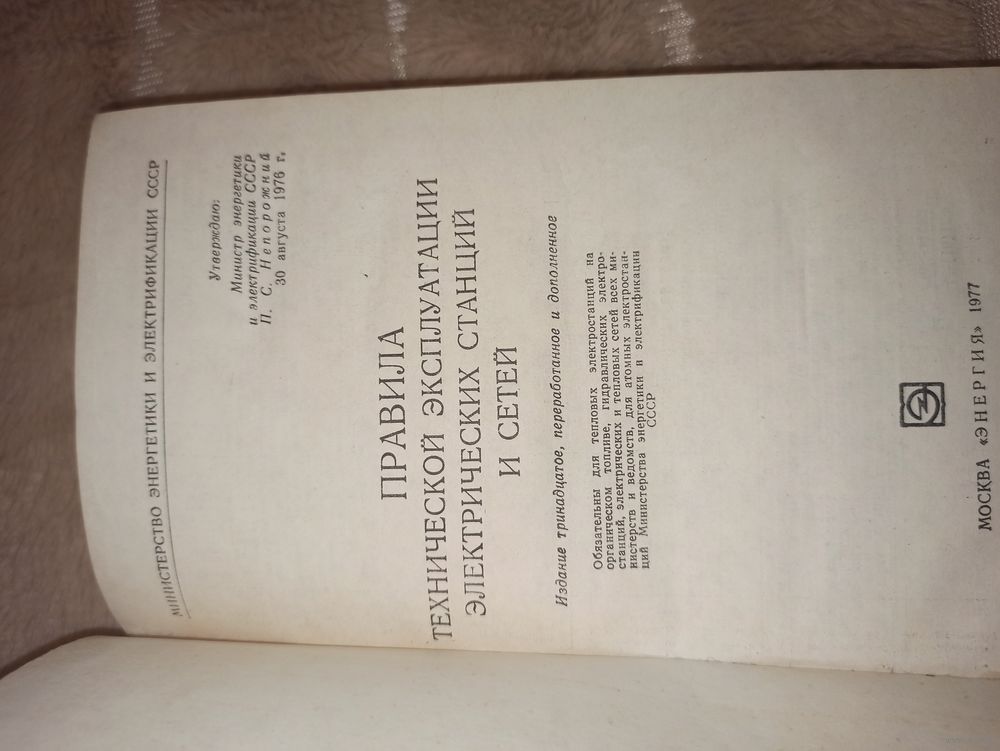 МИНИСТЕРСТВО ЭНЕРГЕТИКИ И ЭЛЕКТРИФИКАЦИИ СССР
Утверждаю:
Министр энергетики
и электрификации СССР
П. С. Непорожний
30 августа 1976 г.
ПРАВИЛА
ТЕХНИЧЕСКОЙ ЭКСПЛУАТАЦИИ
ЭЛЕКТРИЧЕСКИХ СТАНЦИЙ
И СЕТЕЙ
Издание тринадцатое, переработанное и дополненное
Обязательны для тепловых электростанций на
органическом топливе, гидравлических электро-
станций, электрических и тепловых сетей всех ми-
нистерств и ведомств, для атомных электростан-
ций Министерства энергетики и электрификации
СССР
МОСКВА «ЭНЕРГИЯ» 1977